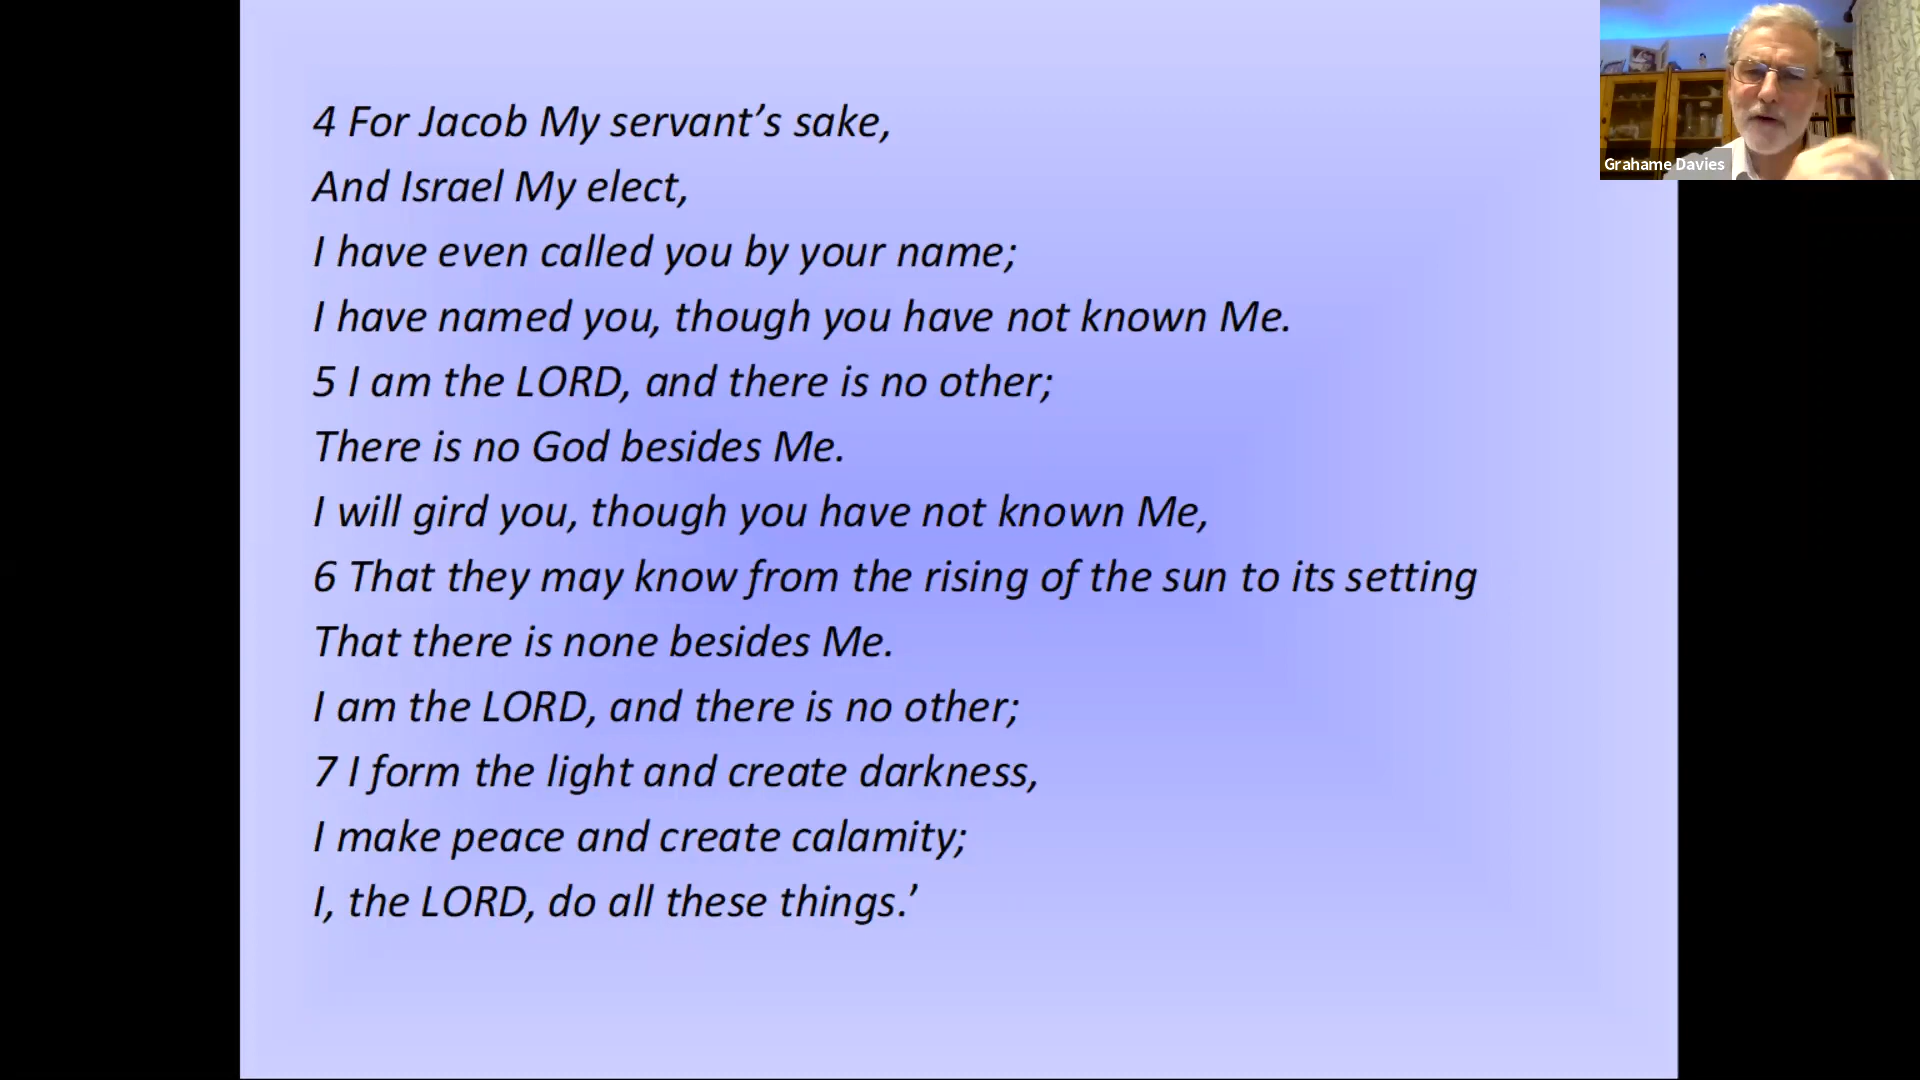 4 For Jacob My servant’s sake,
And Israel My elect,
I have even called you by your name;
I have named you, though you have not known Me.
5 I am the LORD, and there is no other;
There is no God besides Me.
I will gird you, though you have not known Me,
6 That they may know from the rising of the sun to its setting
That there is none besides Me.
I am the LORD, and there is no other;
7 I form the light and create darkness,
I make peace and create calamity;
I, the LORD, do all these things.’
Grahame Davies